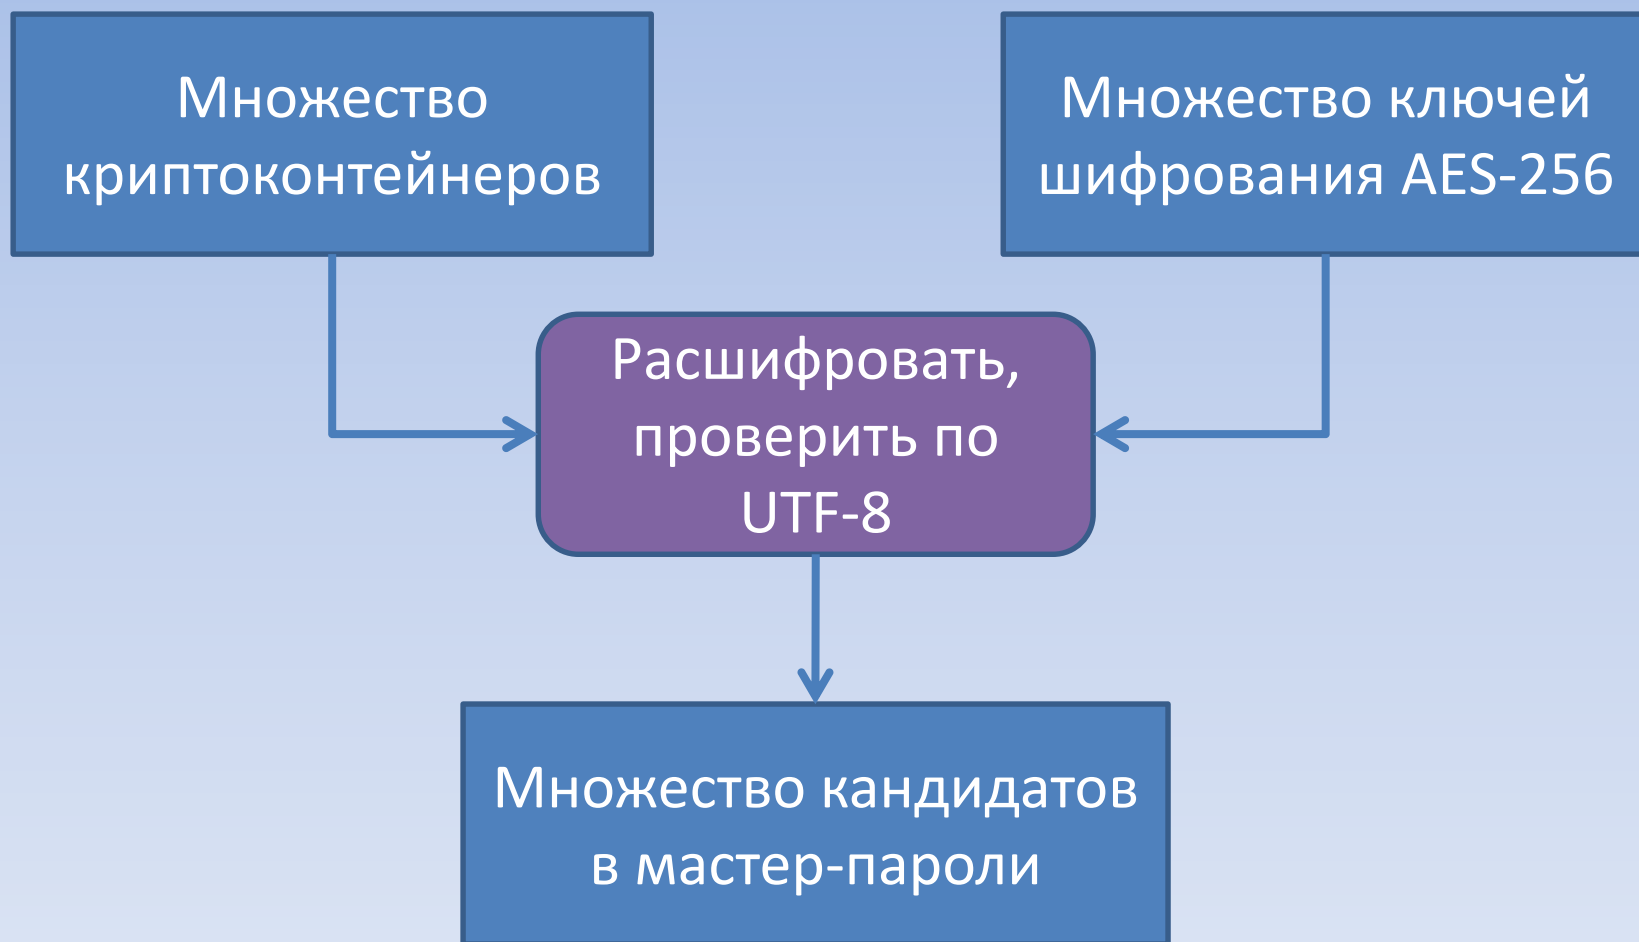 Множество
криптоконтейнеров
Множество ключей
шифрования AES-256
Расшифровать,
проверить по
UTF-8
Множество кандидатов
в мастер-пароли